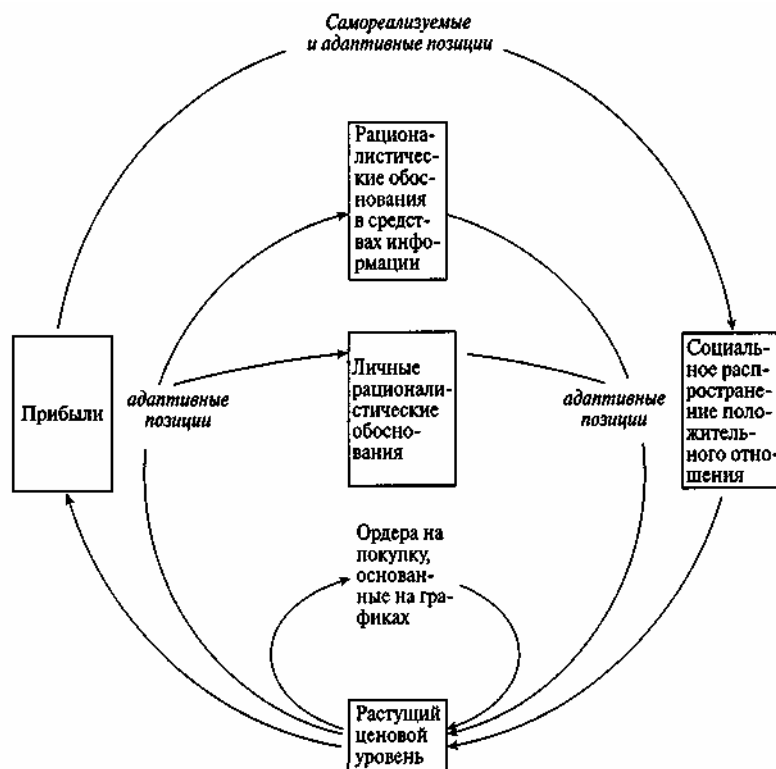 Самореализуемые
и адаптивные позиции
Рациона-
листичес-
кие обос-
нования
в средст-
вах инфо-
рмации
Прибыли
адаптивные
позиции
Личные
рационали-
стические
обосно-
вания
адаптивные
позиции
Социаль-
ное расп-
ростране-
ние поло-
житель-
ного отно-
шения
Ордера на
покупку,
основан-
ные на гра-
фиках
Растущий
ценовой
уровень